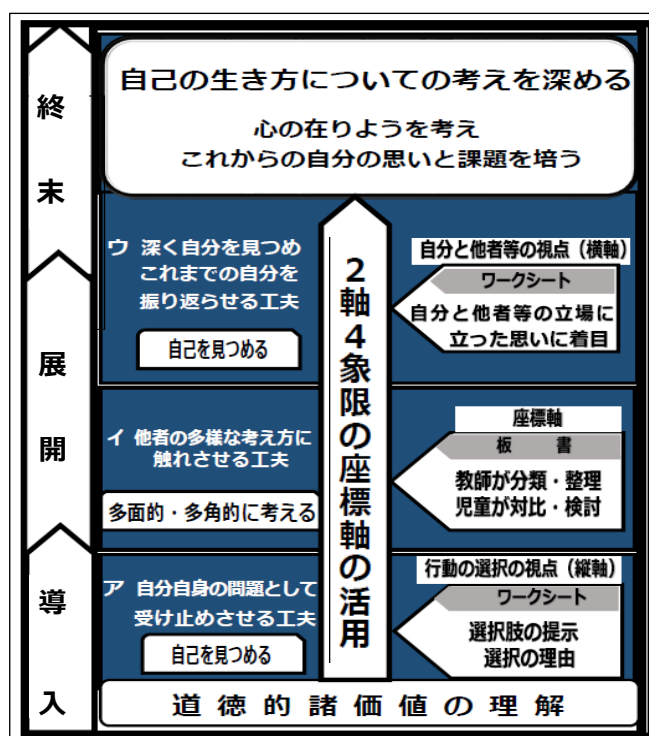 自己の生き方についての考えを深める
心の在りようを考え
これからの自分の思いと課題を培う
終末
ウ 深く自分を見つめ
これまでの自分を
振り返らせる工夫
自己を見つめる
自分と他者等の視点（横軸）
ワークシート
自分と他者等の立場に
立った思いに着目
2軸4象限の座標軸の活用
展開
イ 他者の多様な考え方に
触れさせる工夫
多面的・多角的に考える
座標軸
板　書
教師が分類・整理
児童が対比・検討
導入
ア 自分自身の問題として
受け止めさせる工夫
自己を見つめる
行動の選択の視点（縦軸）
ワークシート
選択肢の提示
選択の理由
道徳的諸価値の理解